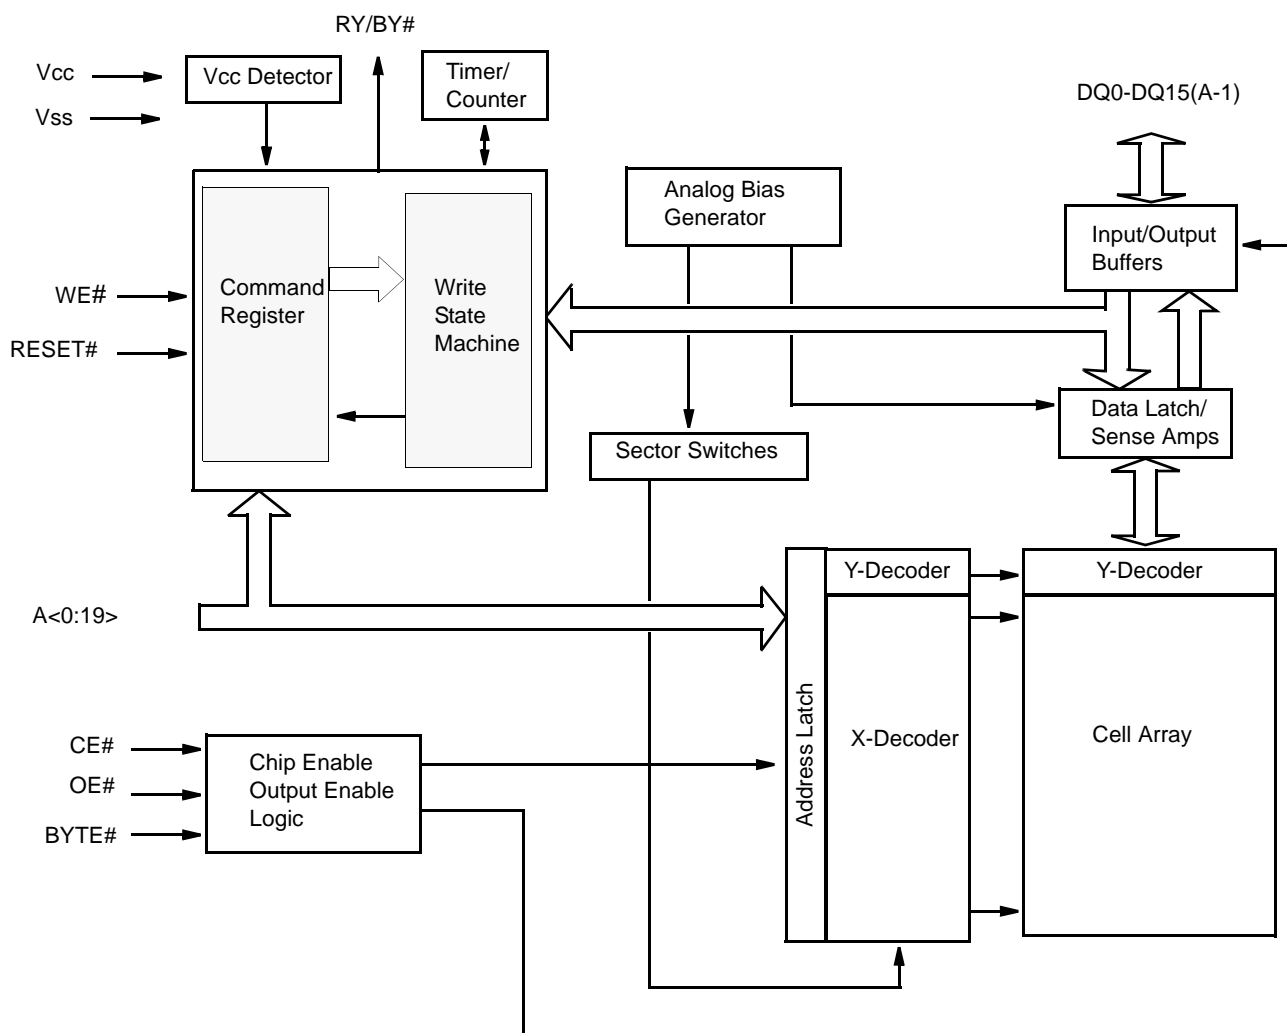 RY/BY#
Vcc
Vss
Vcc Detector
Timer/
Counter
DQ0-DQ15(A-1)
Analog Bias
Generator
Input/Output
Buffers
WE#
RESET#
Command
Register
Write
State
Machine
Data Latch/
Sense Amps
Sector Switches
A<0:19>
Y-Decoder
Y-Decoder
Address Latch
X-Decoder
Cell Array
CE#
OE#
BYTE#
Chip Enable
Output Enable
Logic